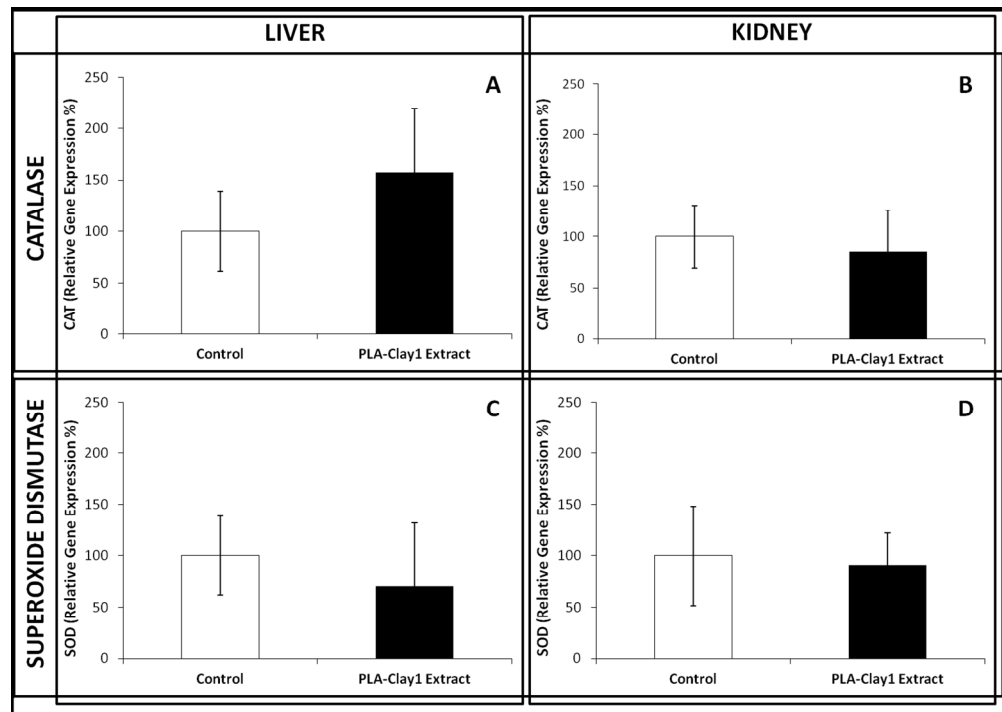 LIVER
KIDNEY
CATALASE
A
CAT (Relative Gene Expression %)
250
200
150
100
50
0
Control
PLA-Clay1 Extract
B
CAT (Relative Gene Expression %)
250
200
150
100
50
0
Control
PLA-Clay1 Extract
SUPEROXIDE DISMUTASE
C
SOD (Relative Gene Expression %)
250
200
150
100
50
0
Control
PLA-Clay1 Extract
D
SOD (Relative Gene Expression %)
250
200
150
100
50
0
Control
PLA-Clay1 Extract